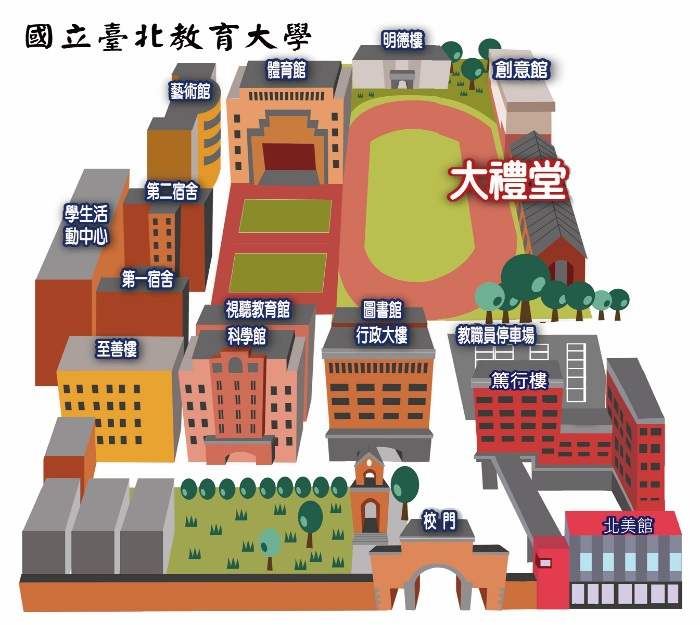 國立臺北教育大學
明德樓
體育館
創意館
藝術館
大禮堂
第二宿舍
學生活
動中心
第一宿舍
視聽教育館
圖書館
科學館
行政大樓
教職員停車場
至善樓
篤行樓
校門
北美館